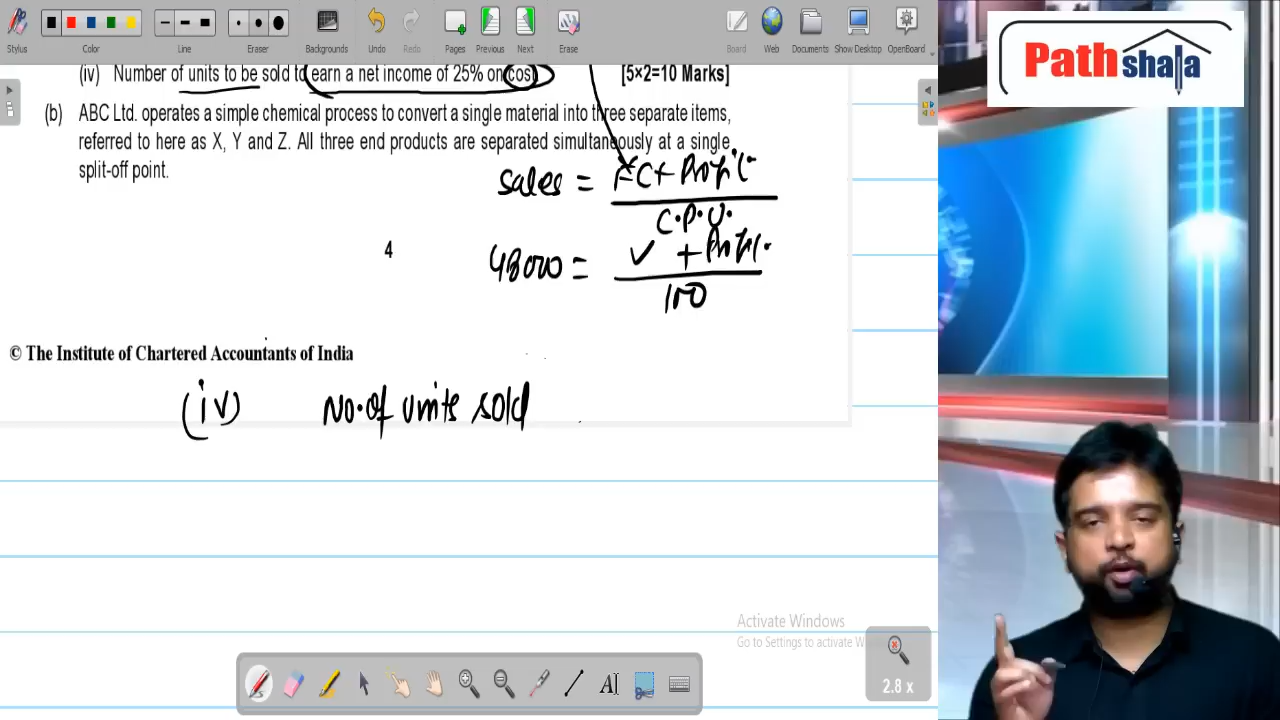 Stylus Color Line Eraser Backgrounds Undo Redo Pages Previous Next Erase Board Web Documents Show Desktop OpenBoard
Path shala
(iv) Number of units to be sold to earn a net income of 25% on cost [5×2=10 Marks]
(b) ABC Ltd. operates a simple chemical process to convert a single material into three separate items,
referred to here as X, Y and Z. All three end products are separated simultaneously at a single
split-off point.
sales = FC+ Profit
C.P.U.
4
48000 = ✓ + Profit
100
© The Institute of Chartered Accountants of India
(iv) No. of units sold
Activate Windows
Go to Settings to activate W
2.8 x